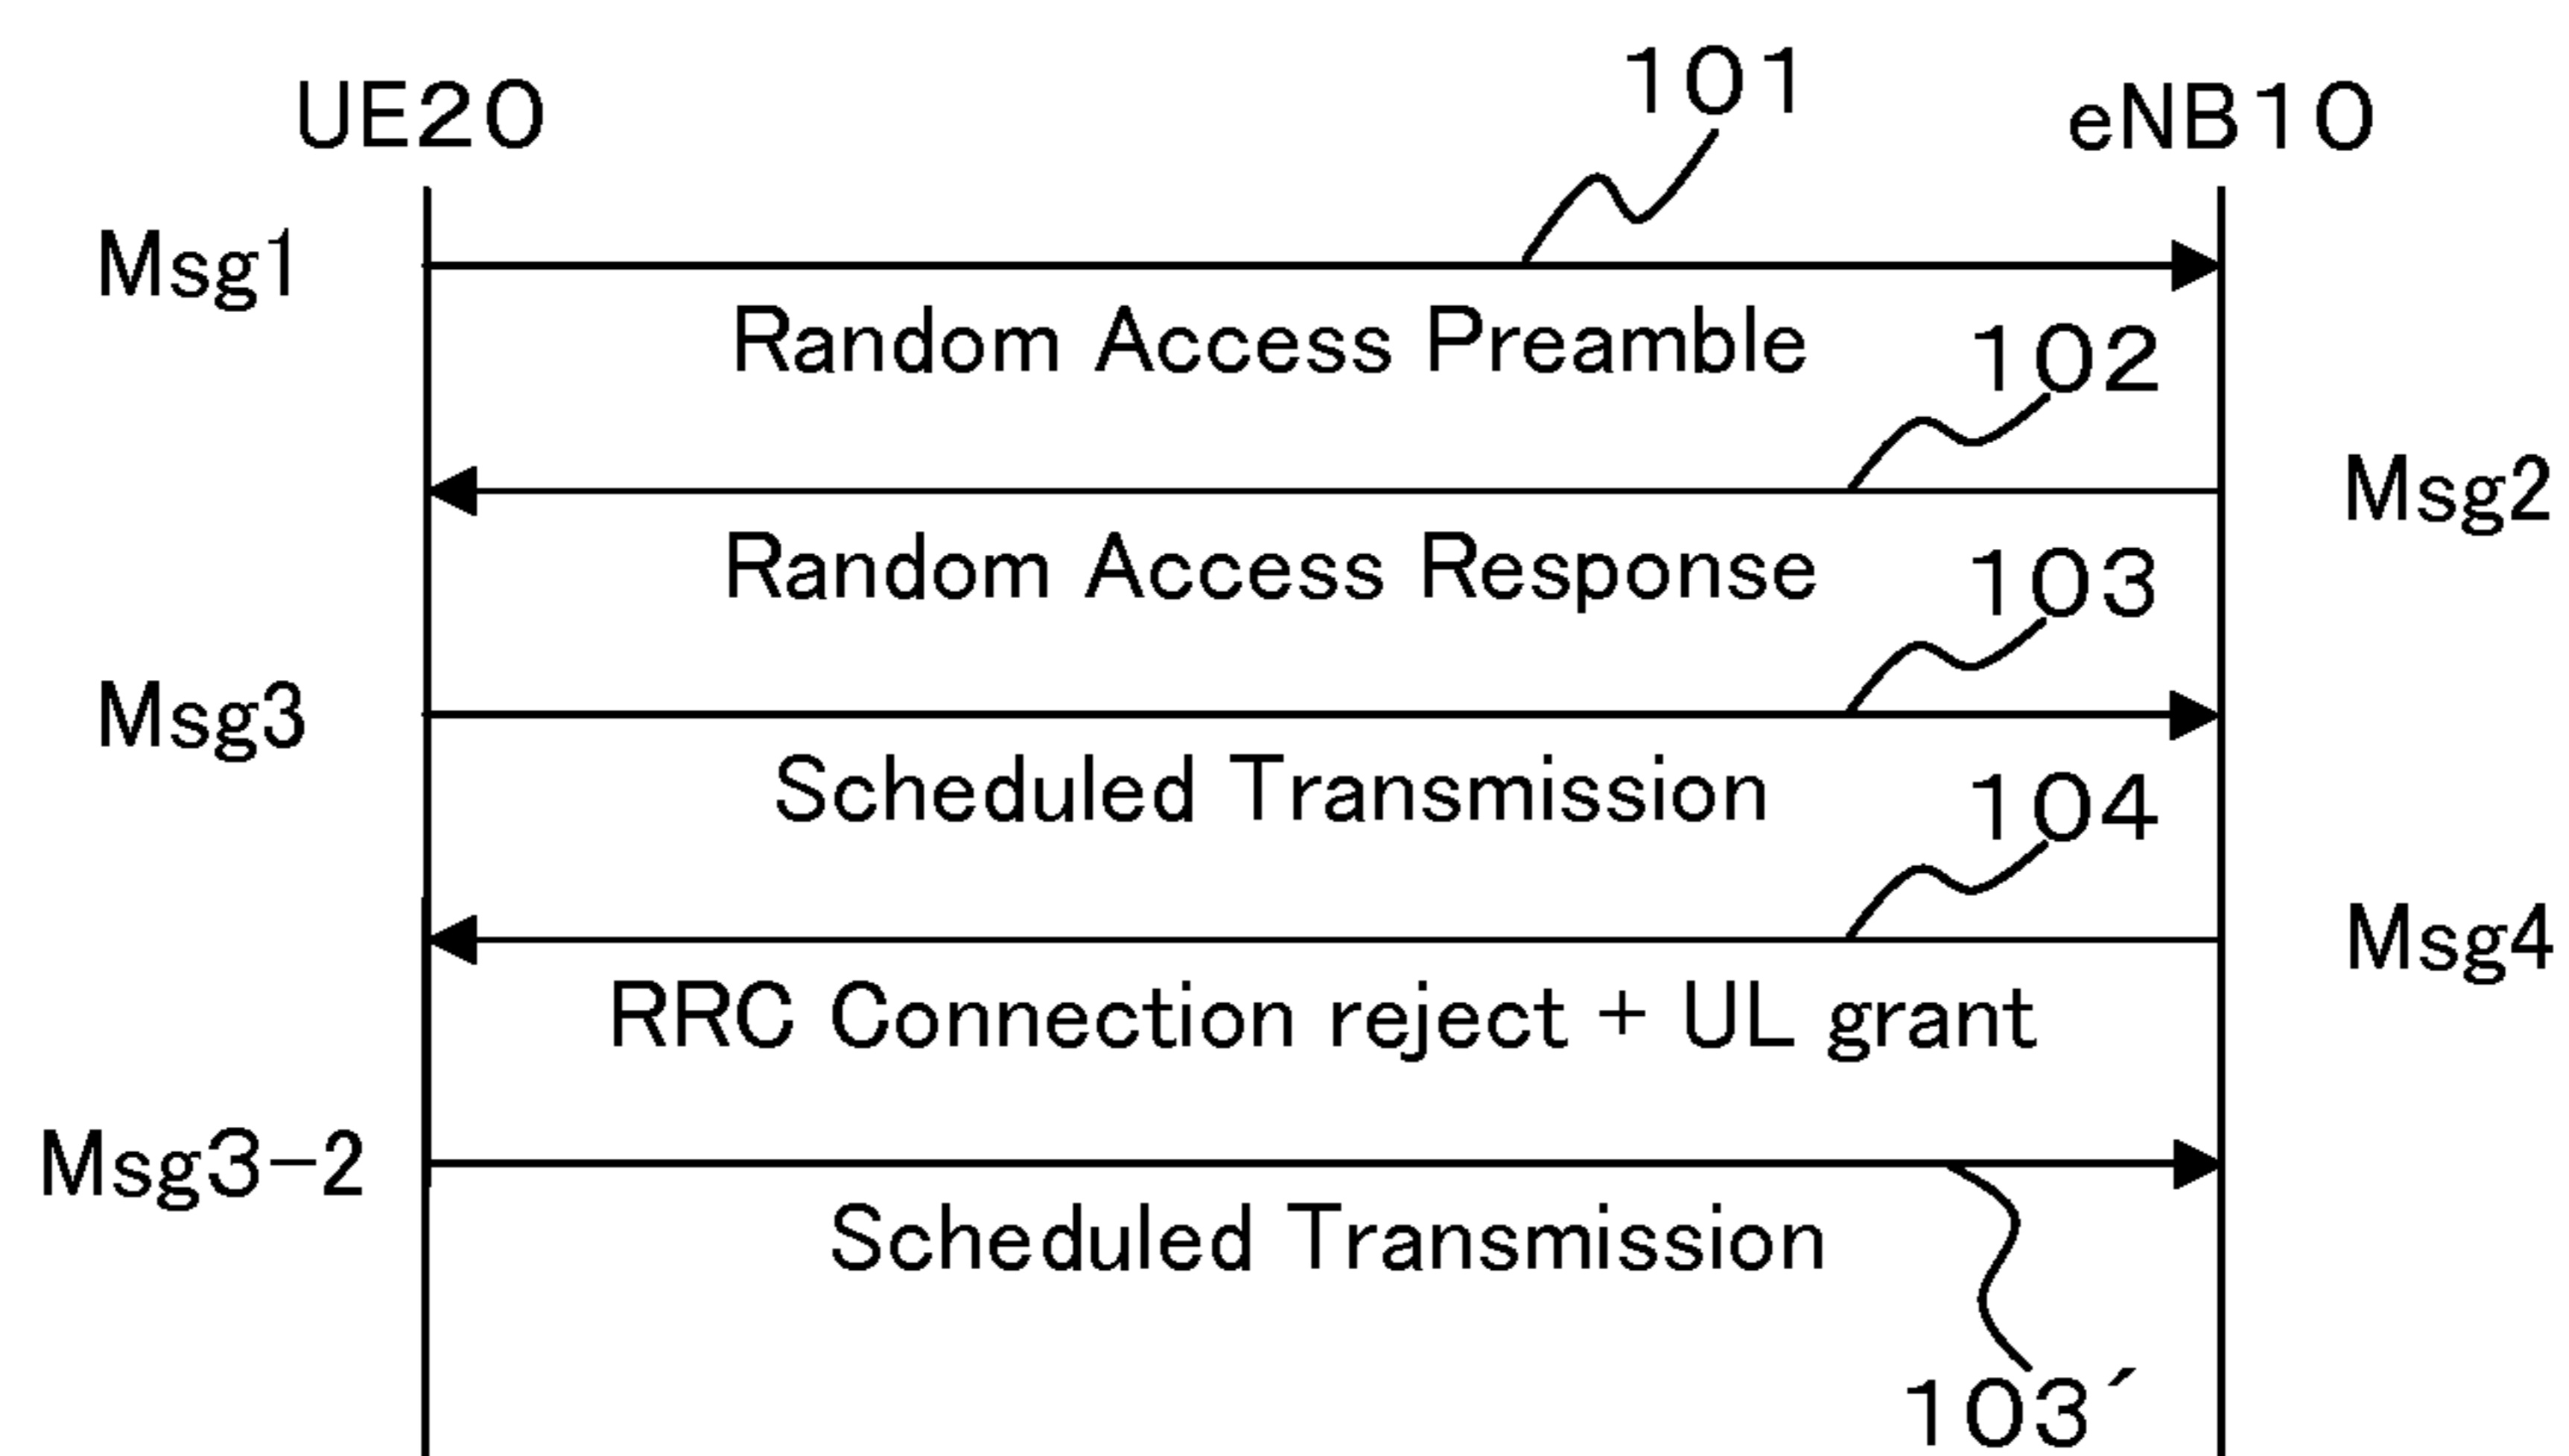 UE20
101
eNB10
Msg1
Random Access Preamble
102
Msg2
Random Access Response
103
Msg3
Scheduled Transmission
104
Msg4
RRC Connection reject + UL grant
Msg3-2
Scheduled Transmission
103´